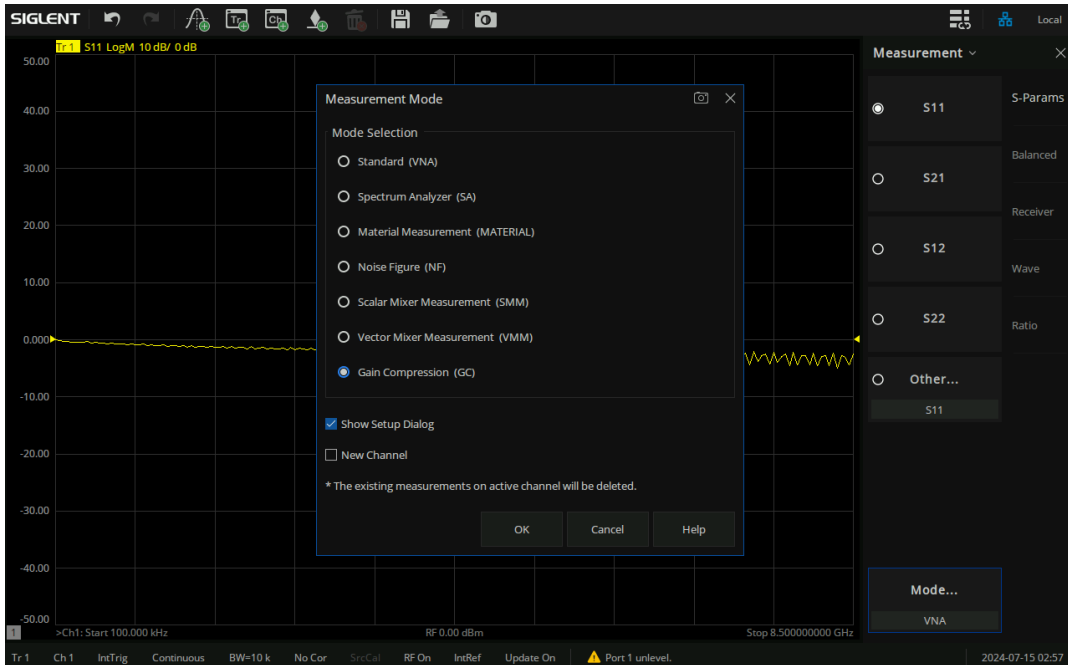 SIGLENT Tr Ch Local
Tr 1 S11 LogM 10 dB/ 0 dB
50.00
40.00
30.00
20.00
10.00
0.000
-10.00
-20.00
-30.00
-40.00
-50.00
Measurement Mode
Mode Selection
Standard (VNA)
Spectrum Analyzer (SA)
Material Measurement (MATERIAL)
Noise Figure (NF)
Scalar Mixer Measurement (SMM)
Vector Mixer Measurement (VMM)
Gain Compression (GC)
Show Setup Dialog
New Channel
* The existing measurements on active channel will be deleted.
OK Cancel Help
Measurement
S11
S21
S12
S22
Other...
S11
S-Params
Balanced
Receiver
Wave
Ratio
Mode...
VNA
1 >Ch1: Start 100.000 kHz RF 0.00 dBm Stop 8.500000000 GHz
Tr 1 Ch 1 IntTrig Continuous BW=10 k No Cor SrcCal RF On IntRef Update On Port 1 unlevel. 2024-07-15 02:57